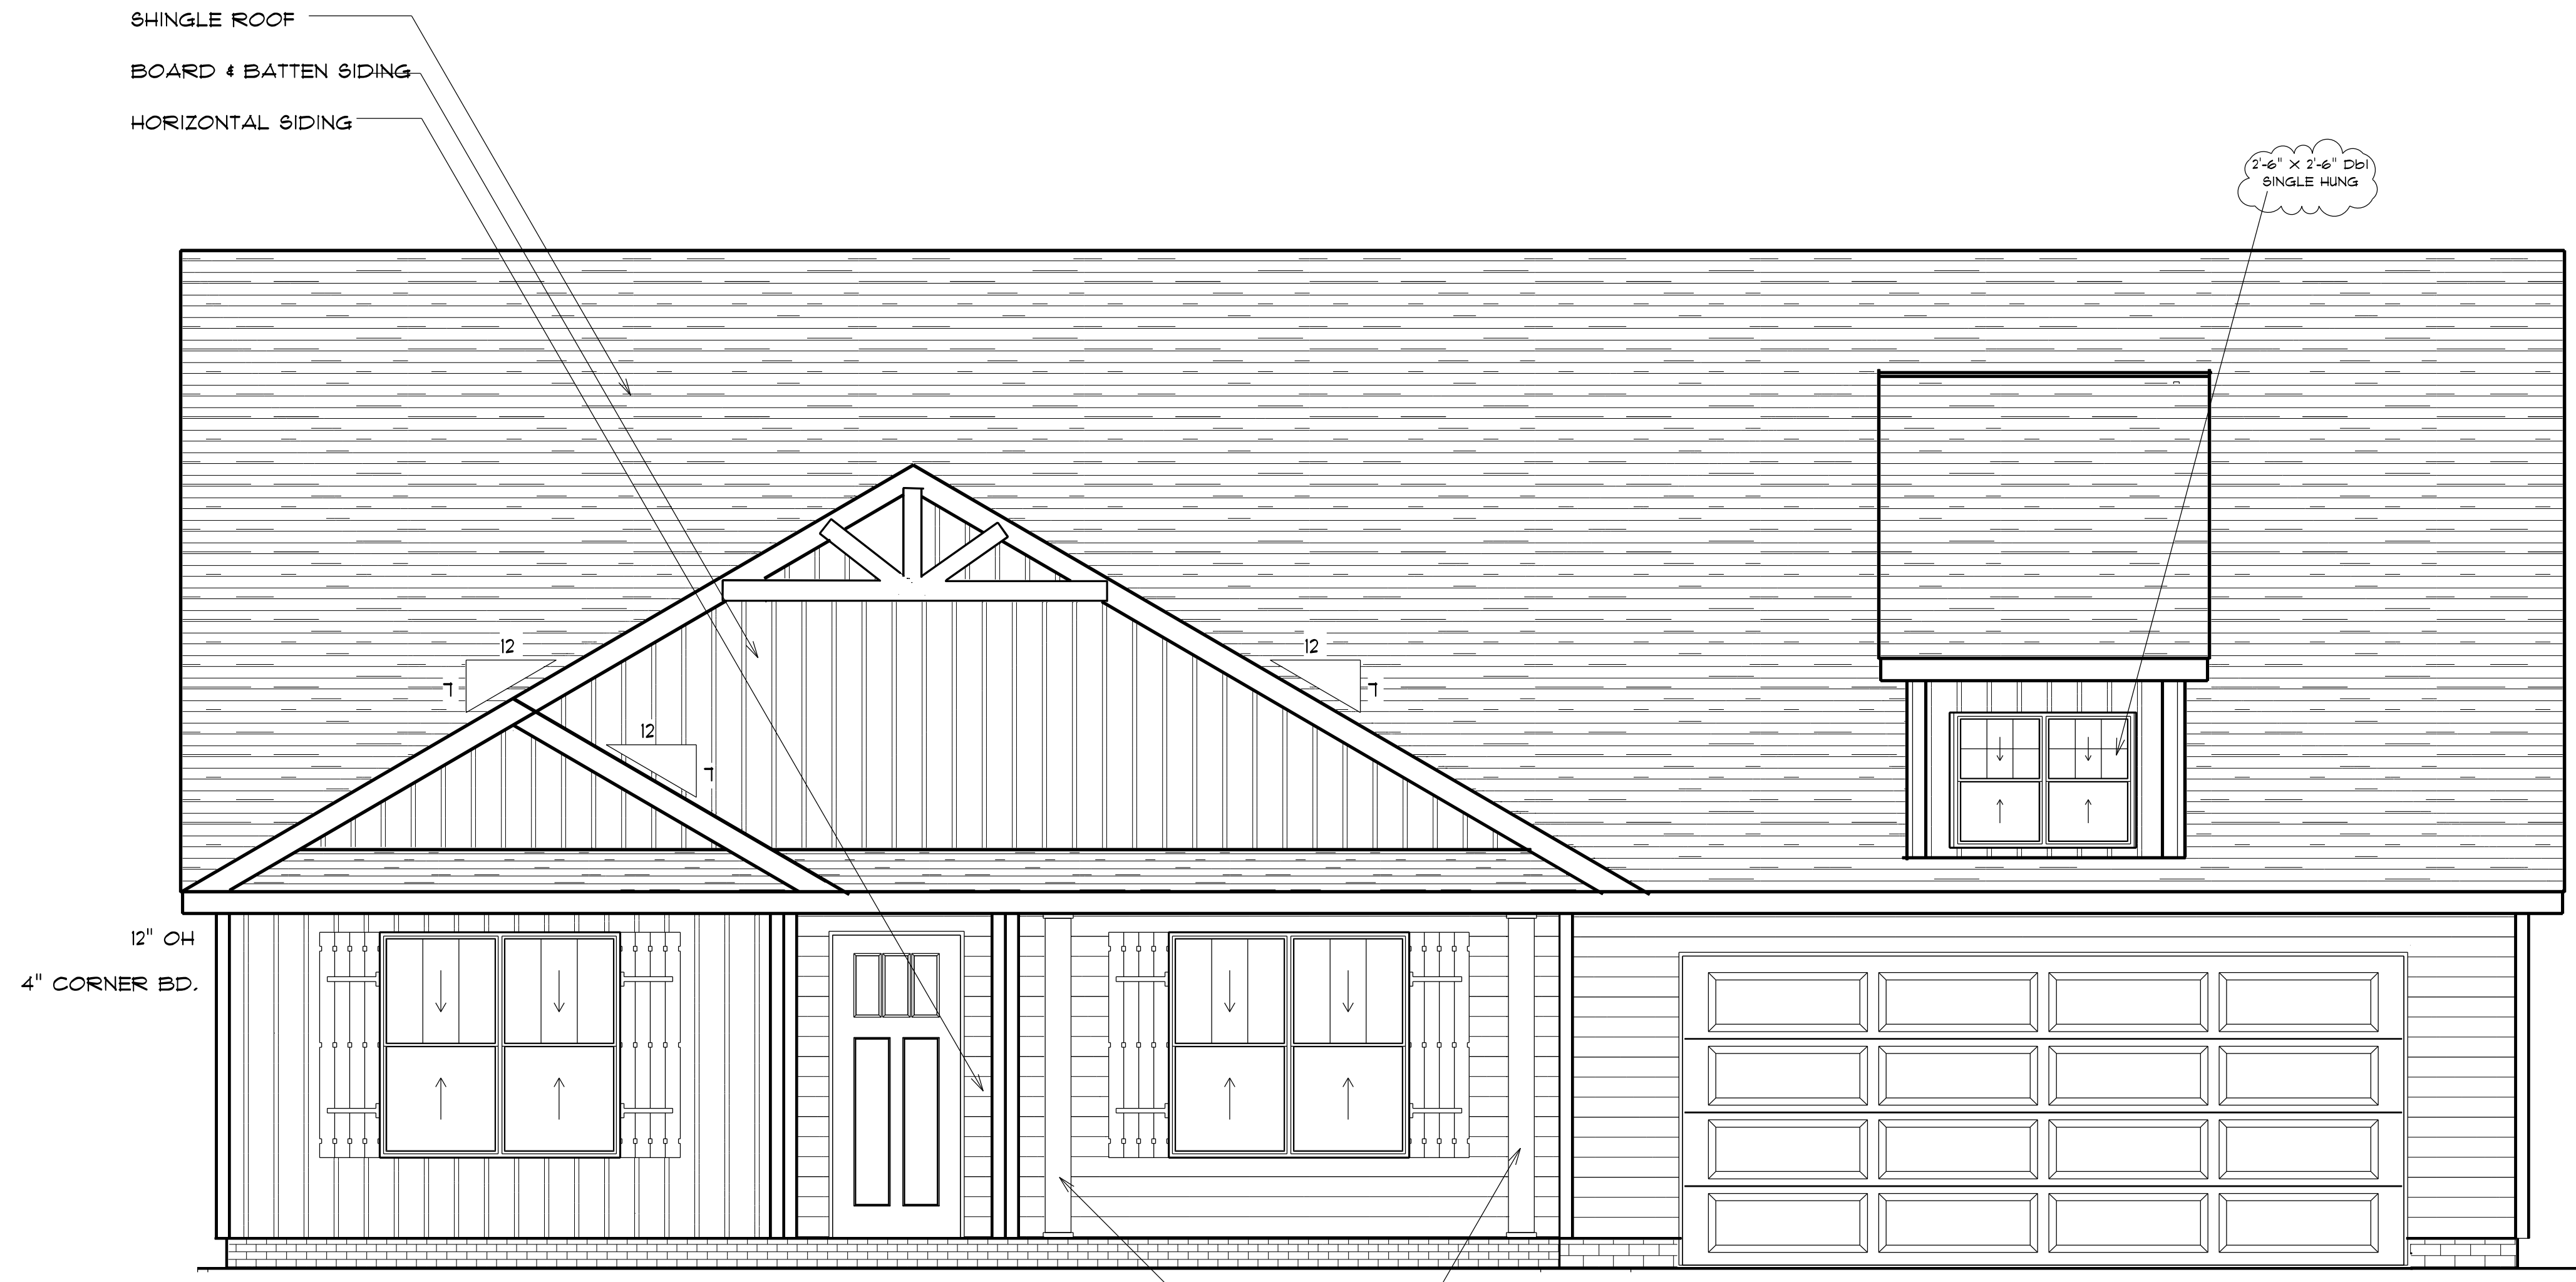 SHINGLE ROOF
BOARD & BATTEN SIDING
HORIZONTAL SIDING
2'-6" X 2'-6" Dbl
SINGLE HUNG
12
7
12
7
12
7
12" OH
4" CORNER BD.